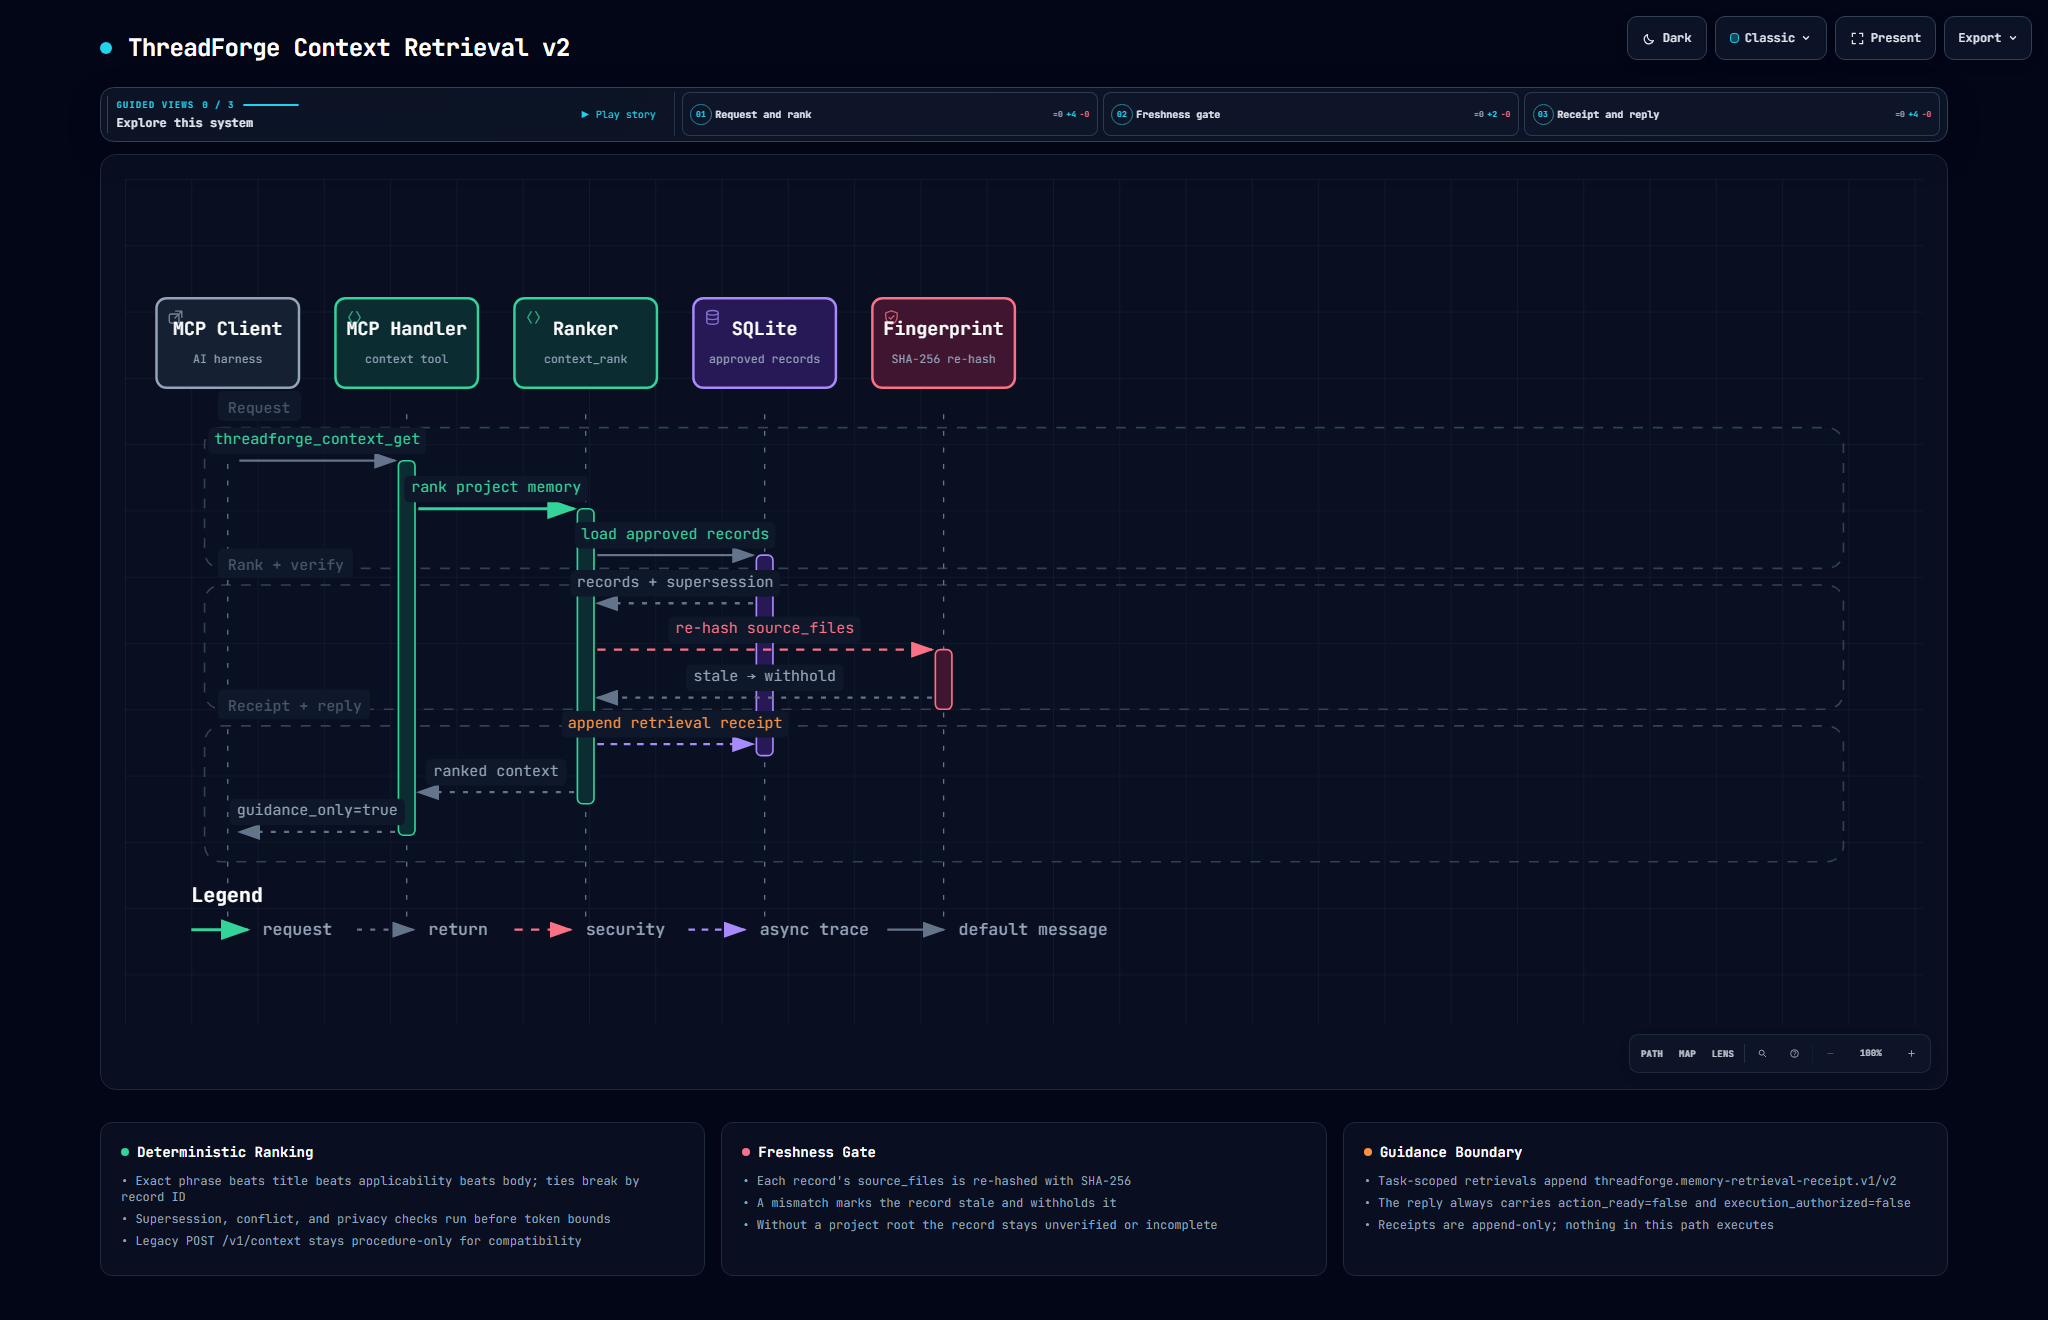 ThreadForge Context Retrieval v2
Dark
Classic
Present
Export
GUIDED VIEWS 0 / 3
Explore this system
▶ Play story
01 Request and rank =0 +4 -0
02 Freshness gate =0 +2 -0
03 Receipt and reply =0 +4 -0
MCP Client
AI harness
MCP Handler
context tool
Ranker
context_rank
SQLite
approved records
Fingerprint
SHA-256 re-hash
Request
threadforge_context_get
rank project memory
load approved records
Rank + verify
records + supersession
re-hash source_files
stale → withhold
Receipt + reply
append retrieval receipt
ranked context
guidance_only=true
Legend
request
return
security
async trace
default message
PATH MAP LENS − 100% +
Deterministic Ranking
• Exact phrase beats title beats applicability beats body; ties break by
record ID
• Supersession, conflict, and privacy checks run before token bounds
• Legacy POST /v1/context stays procedure-only for compatibility
Freshness Gate
• Each record's source_files is re-hashed with SHA-256
• A mismatch marks the record stale and withholds it
• Without a project root the record stays unverified or incomplete
Guidance Boundary
• Task-scoped retrievals append threadforge.memory-retrieval-receipt.v1/v2
• The reply always carries action_ready=false and execution_authorized=false
• Receipts are append-only; nothing in this path executes